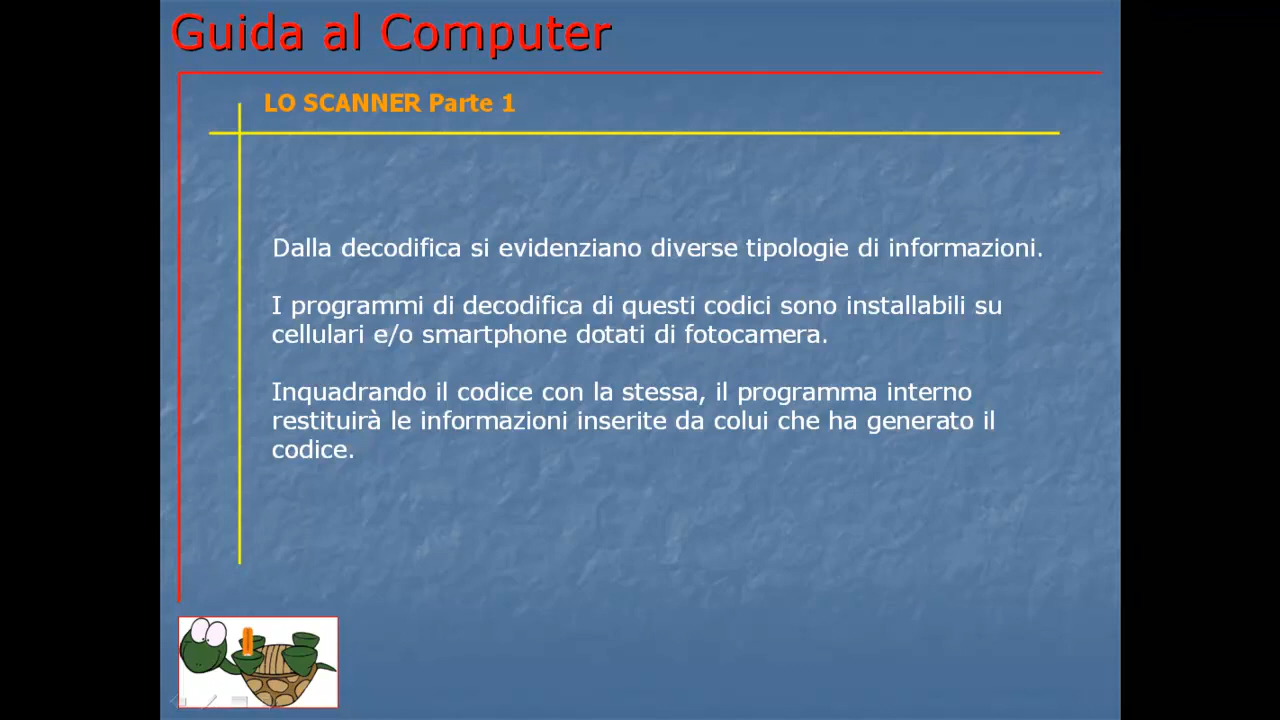 Guida al Computer
LO SCANNER Parte 1
Dalla decodifica si evidenziano diverse tipologie di informazioni.
I programmi di decodifica di questi codici sono installabili su
cellulari e/o smartphone dotati di fotocamera.
Inquadrando il codice con la stessa, il programma interno
restituirà le informazioni inserite da colui che ha generato il
codice.